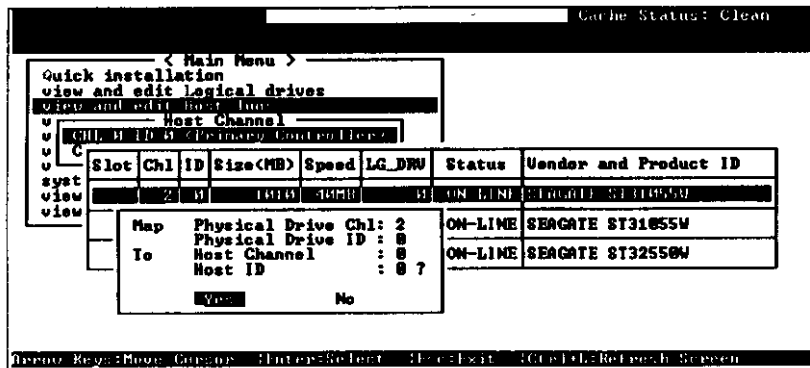 Cache Status: Clean
< Main Menu >
Quick installation
view and edit Logical drives
view and edit Host luns
v Host Channel
v CHL 0 ID 0 (Primary Controller)
v C
v
syst
view
view
Slot Chl ID Size(MB) Speed LG_DRV Status Vendor and Product ID
2 0 1010 40MB 0 ON-LINE SEAGATE ST31055W
ON-LINE SEAGATE ST31055W
ON-LINE SEAGATE ST32550W
Map Physical Drive Chl: 2
Physical Drive ID : 0
To Host Channel : 0
Host ID : 0 ?
Yes No
Arrow Keys:Move Cursor |Enter:Select |Esc:Exit |Ctrl+L:Refresh Screen